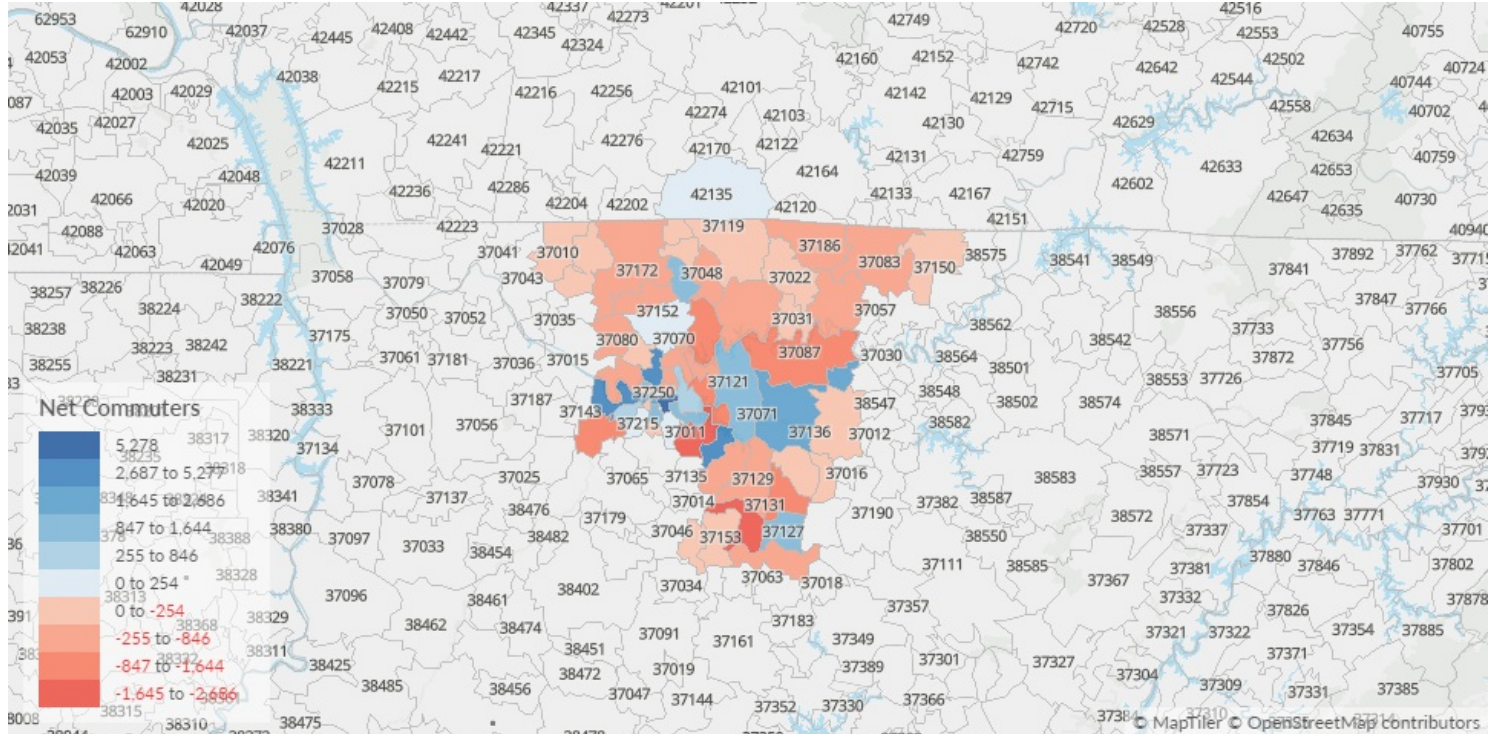 42028 42337 42273 42201 42516
62953 62910 42037 42445 42408 42442 42345 42324 42749 42720 42528 42553 40755
42053 42002 42038 42217 42160 42152 42742 42642 42544 42502 40744 40724
42003 42029 42215 42216 42256 42101 42142 42129 42715 42558 40702
42035 42027 42274 42103 42130 42629 42634
42025 42241 42221 42276 42170 42122 42131 42759 40759
42039 42048 42211 42164 42633 42653
42066 42020 42236 42286 42204 42202 42135 42120 42133 42167 42602 42647 42635 40730
42088 37028 42223 37119 42151
42063 42076 37041 37010 37186 38575 38541 38549 37892 37762
42049 37058 37079 37043 37172 37048 37022 37083 37150 37841
38257 38226 38222 37847
38224 37050 37052 37035 37152 37031 37057 38556 37766
38238 37175 38562 37733
38223 38242 37061 37181 37036 37015 37080 37070 37087 37030 38564 38542 37872 37756
38255 38231 38221 38501 37705
37121 38553 37726
Net Commuters 38333 37187 37250 38548 38502 38574
37143 37071 38547 37845 37717
38317 38320 37101 37056 37215 37011 37136 37012 38582 38571
5,278 38235 37134 37719 37831
2,687 to 5,277 38318 37078 37025 37065 37135 37129 37016 38583 38557 37723 37748 37930
1,645 to 2,686 38341 37137 37014 37131 37382 38587 37854
38380 38476 37179 37190 38572 37763 37771
847 to 1,644 38388 37097 37033 38454 38482 37046 37153 37127 38550 37337 37701
255 to 846 38328 37111 38585 37880 37846 37802
0 to 254 37034 37063 37018 37367 37381
38313 37096 38461 38402 37357 37332 37878
0 to -254 38329 37826
-255 to -846 38368 38462 38474 37091 37161 37183 37349 37321 37322 37354 37885
38311 38451 37371
-847 to -1,644 38425 38472 37019 37389 37301 37327 37304
-1,645 to -2,686 38485 38456 37047 37144 37366 37309 37331 37385
38315 38310 38475 37352 37330 37310
© MapTiler © OpenStreetMap contributors